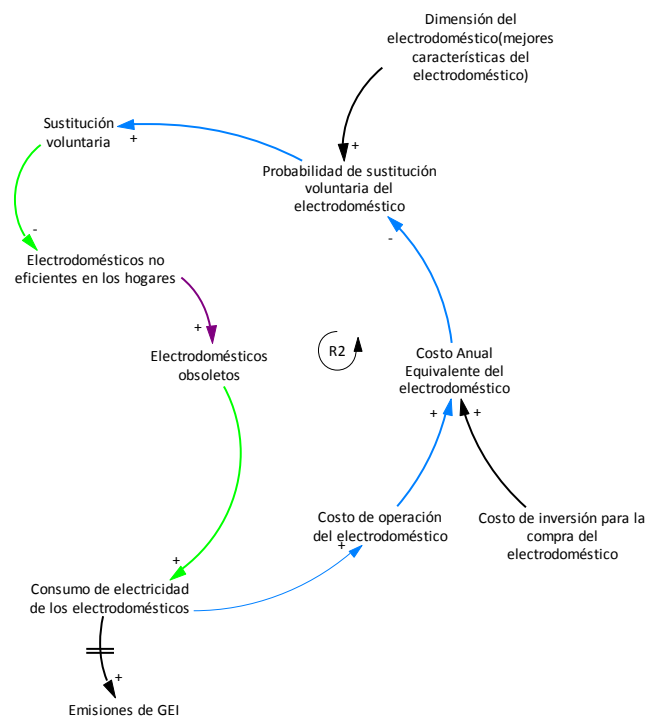 Dimensión del
electrodoméstico(mejores
características del
electrodoméstico)
Sustitución
voluntaria
+
+
Probabilidad de sustitución
voluntaria del
electrodoméstico
-
-
Electrodomésticos no
eficientes en los hogares
+
Electrodomésticos
obsoletos
R2
Costo Anual
Equivalente del
electrodoméstico
+
+
Costo de operación
del electrodoméstico
+
Costo de inversión para la
compra del
electrodoméstico
+
Consumo de electricidad
de los electrodomésticos
+
Emisiones de GEI